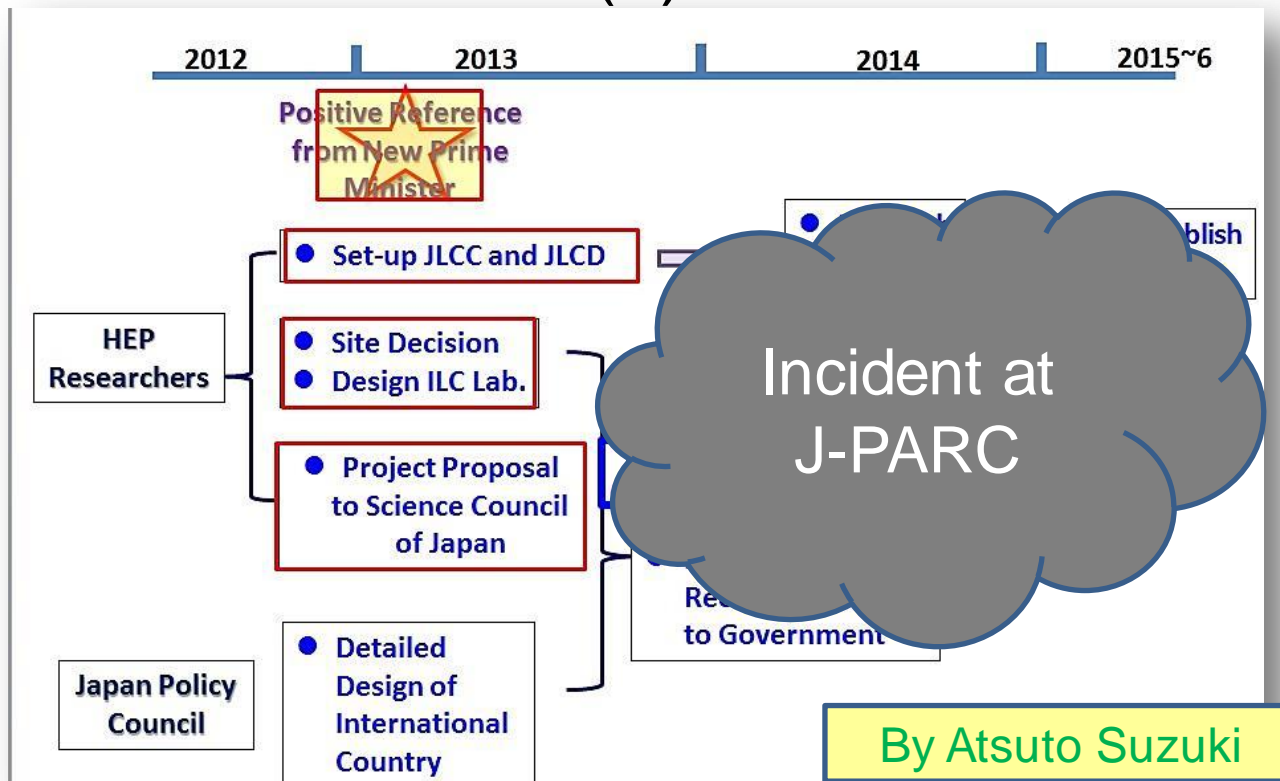 2012 2013 2014 2015~6
Positive Reference
from New Prime
Minister
● Set-up JLCC and JLCD
blish
HEP
Researchers
● Site Decision
● Design ILC Lab.
Incident at
J-PARC
● Project Proposal
to Science Council
of Japan
to Government
Japan Policy
Council
● Detailed
Design of
International
Country
By Atsuto Suzuki